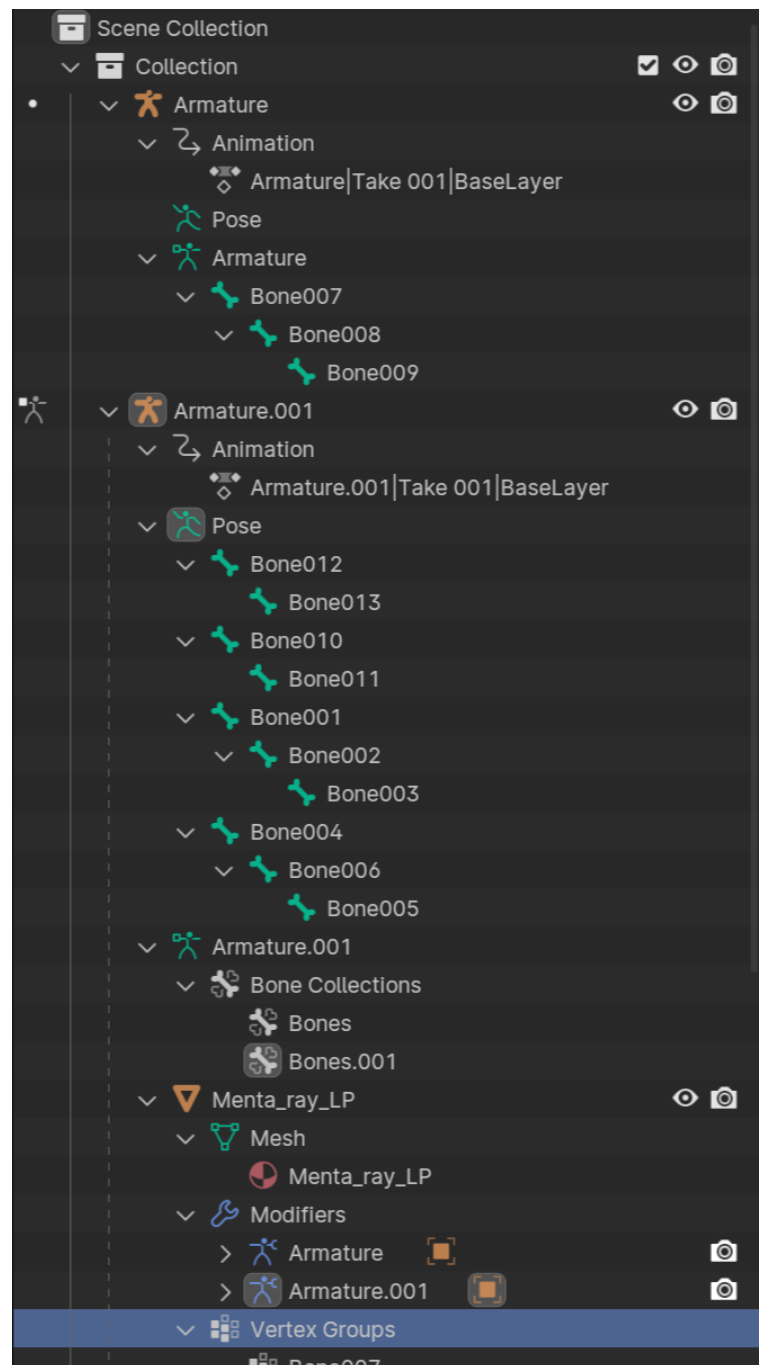 Scene Collection
Collection
Armature
Animation
Armature|Take 001|BaseLayer
Pose
Armature
Bone007
Bone008
Bone009
Armature.001
Animation
Armature.001|Take 001|BaseLayer
Pose
Bone012
Bone013
Bone010
Bone011
Bone001
Bone002
Bone003
Bone004
Bone006
Bone005
Armature.001
Bone Collections
Bones
Bones.001
Menta_ray_LP
Mesh
Menta_ray_LP
Modifiers
Armature
Armature.001
Vertex Groups
Bone007